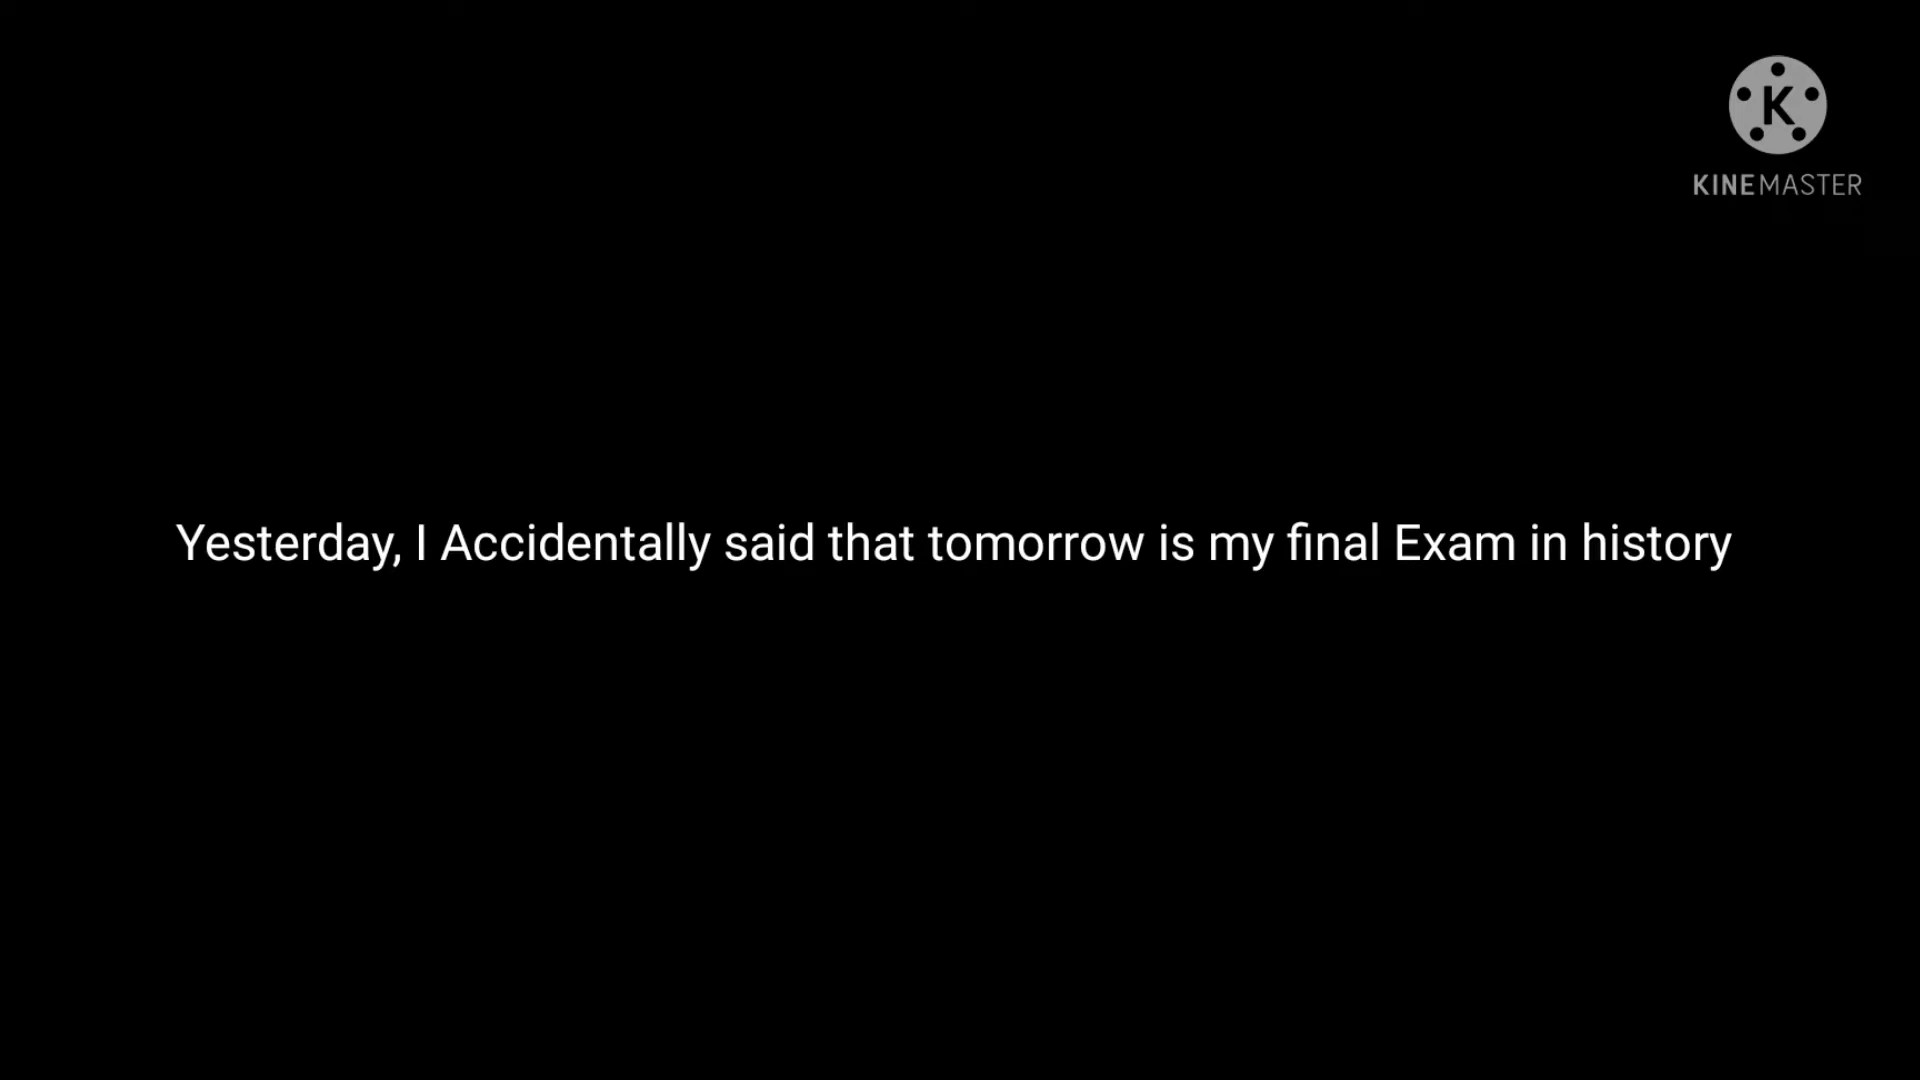 K
KINEMASTER
Yesterday, I Accidentally said that tomorrow is my final Exam in history